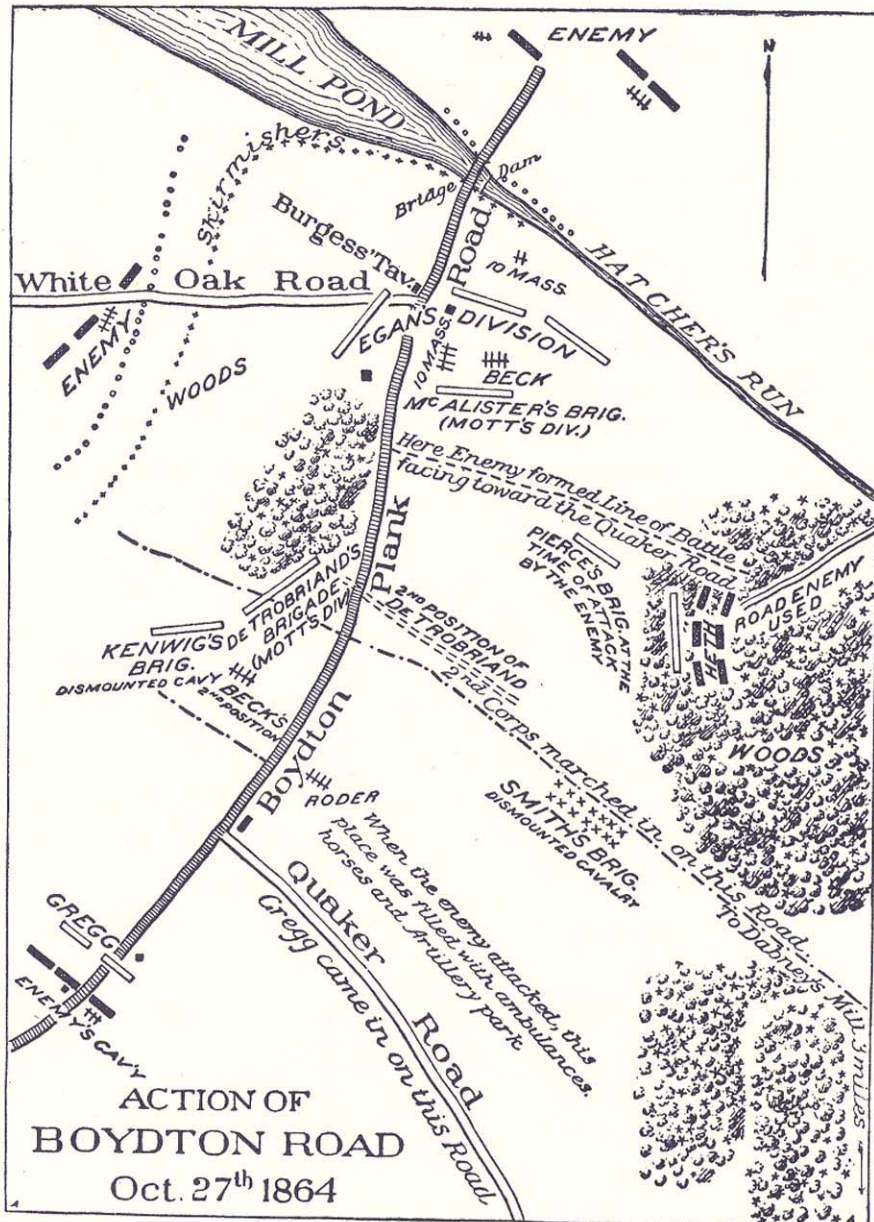 ENEMY
N
MILL POND
Skirmishers
Bridge
Dam
Burgess' Tav.
10 MASS.
HATCHER'S RUN
White Oak Road
EGAN'S DIVISION
ENEMY
WOODS
10 MASS.
BECK
McALISTER'S BRIG.
(MOTT'S DIV.)
Here Enemy formed Line of Battle
facing toward the Quaker Road
PIERCE'S BRIG. AT THE
TIME OF ATTACK
BY THE ENEMY
ROAD ENEMY
USED
Boydton Plank Road
DE TROBRIAND'S
BRIGADE
(MOTT'S DIV.)
2ND POSITION OF
DE TROBRIAND
KENWIG'S
BRIG.
DISMOUNTED CAVY
BECK'S
2ND POSITION
2nd Corps marched in on this Road
To Dabney's Mill 3 miles
WOODS
SMITH'S BRIG.
DISMOUNTED CAVALRY
RODER
When the enemy attacked, this
place was filled with ambulances.
horses and Artillery park
Quaker Road
Gregg came in on this Road
GREGG
ENEMY'S CAV'Y
ACTION OF
BOYDTON ROAD
Oct. 27th 1864